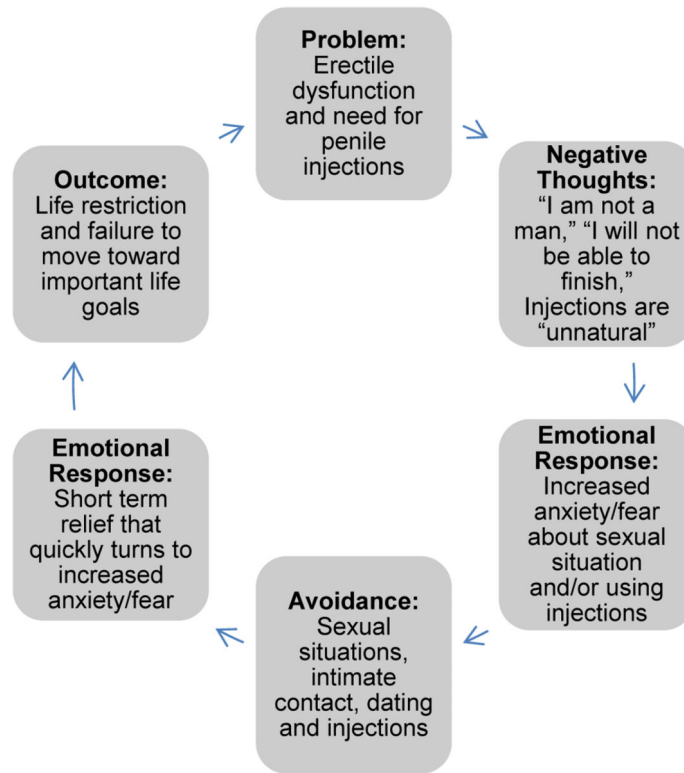 Problem:
Erectile
dysfunction
and need for
penile
injections
Negative
Thoughts:
“I am not a
man,” “I will not
be able to
finish,”
Injections are
“unnatural”
Emotional
Response:
Increased
anxiety/fear
about sexual
situation
and/or using
injections
Avoidance:
Sexual
situations,
intimate
contact, dating
and injections
Emotional
Response:
Short term
relief that
quickly turns to
increased
anxiety/fear
Outcome:
Life restriction
and failure to
move toward
important life
goals